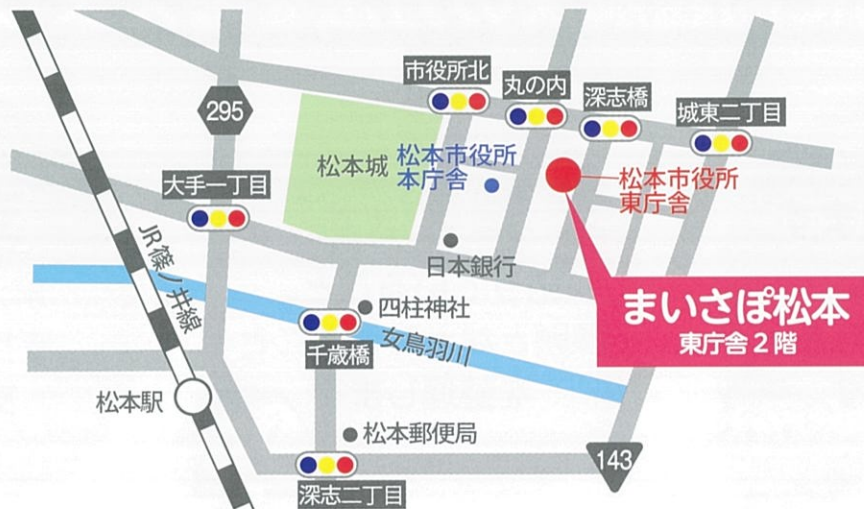 市役所北
丸の内
深志橋
城東二丁目
295
松本城
松本市役所
本庁舎
松本市役所
東庁舎
大手一丁目
JR篠ノ井線
日本銀行
四柱神社
まいさぽ松本
東庁舎2階
千歳橋
女鳥羽川
松本駅
松本郵便局
143
深志二丁目